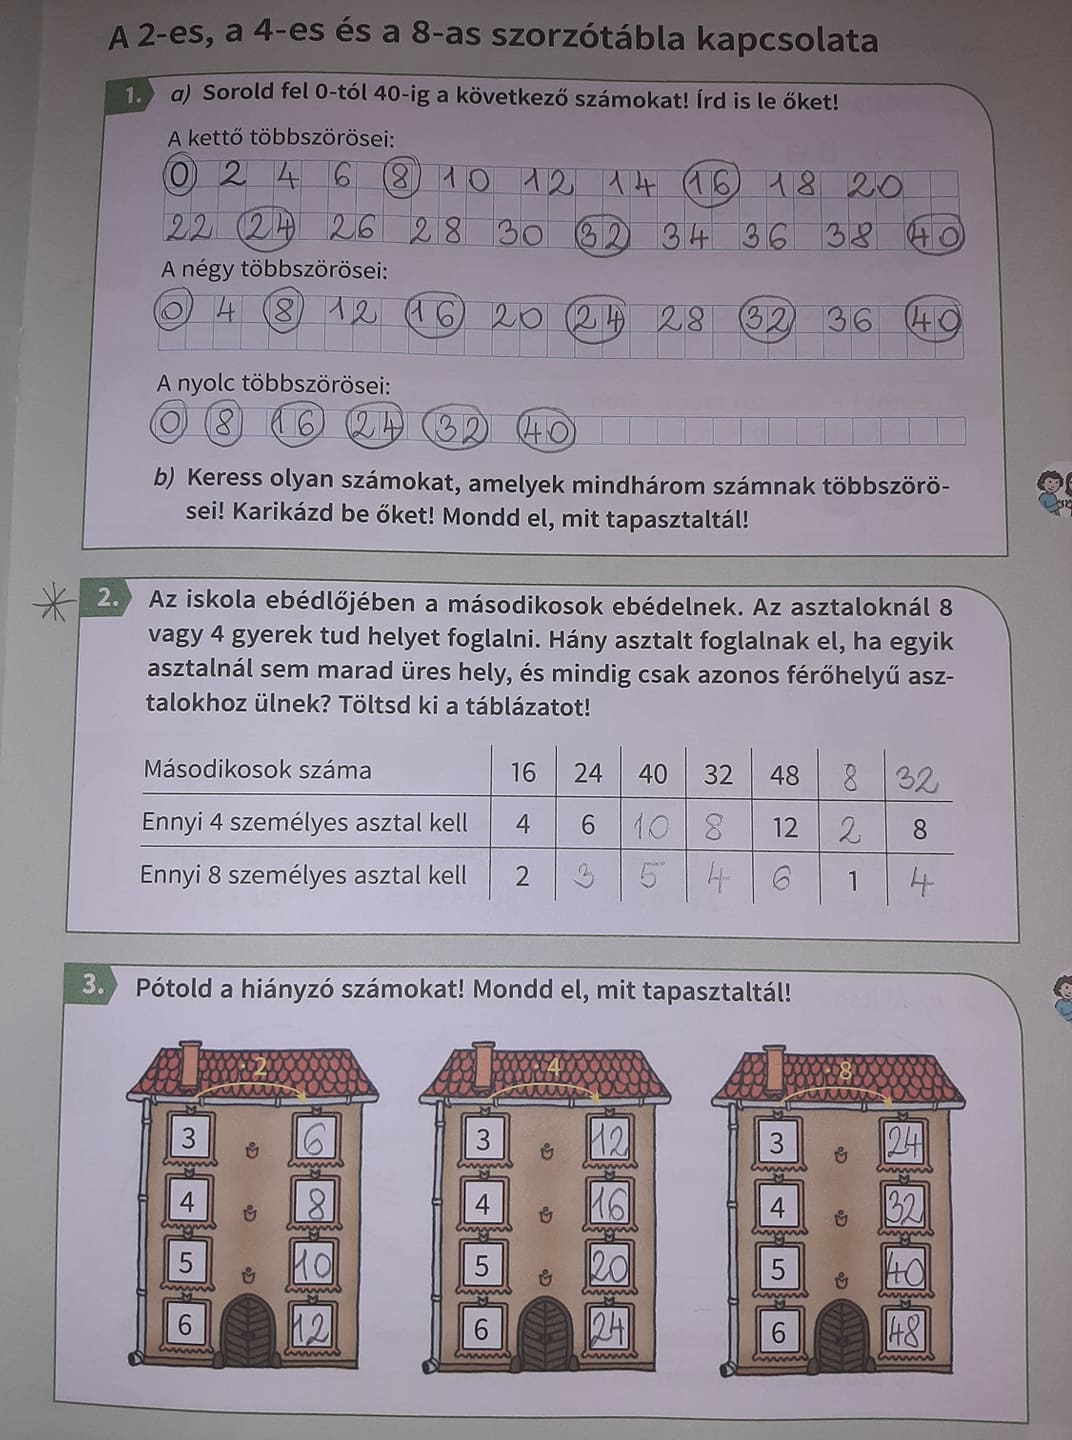 A 2-es, a 4-es és a 8-as szorzótábla kapcsolata
1. a) Sorold fel 0-tól 40-ig a következő számokat! Írd is le őket!
A kettő többszörösei:
0 2 4 6 8 10 12 14 16 18 20
22 24 26 28 30 32 34 36 38 40
A négy többszörösei:
0 4 8 12 16 20 24 28 32 36 40
A nyolc többszörösei:
0 8 16 24 32 40
b) Keress olyan számokat, amelyek mindhárom számnak többszörö-
sei! Karikázd be őket! Mondd el, mit tapasztaltál!
2. Az iskola ebédlőjében a másodikosok ebédelnek. Az asztaloknál 8
vagy 4 gyerek tud helyet foglalni. Hány asztalt foglalnak el, ha egyik
asztalnál sem marad üres hely, és mindig csak azonos férőhelyű asz-
talokhoz ülnek? Töltsd ki a táblázatot!
Másodikosok száma 16 24 40 32 48 8 32
Ennyi 4 személyes asztal kell 4 6 10 8 12 2 8
Ennyi 8 személyes asztal kell 2 3 5 4 6 1 4
3. Pótold a hiányzó számokat! Mondd el, mit tapasztaltál!
· 2 · 4 · 8
3 6 3 12 3 24
4 8 4 16 4 32
5 10 5 20 5 40
6 12 6 24 6 48